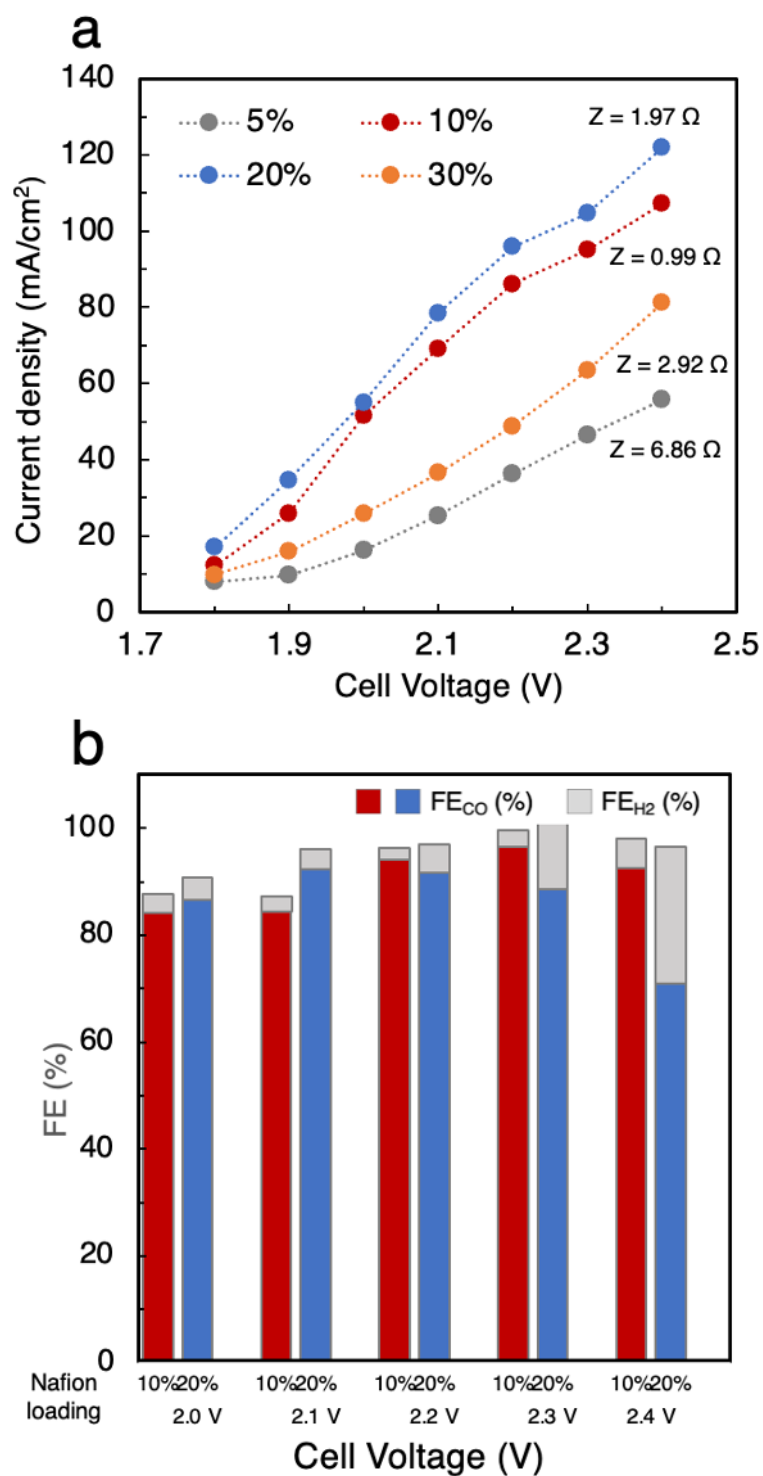 a
140
120
100
80
60
40
20
0
Current density (mA/cm²)
5% 10%
20% 30%
Z = 1.97 Ω
Z = 0.99 Ω
Z = 2.92 Ω
Z = 6.86 Ω
1.7 1.9 2.1 2.3 2.5
Cell Voltage (V)
b
FE_CO (%) FE_H2 (%)
100
80
60
40
20
0
FE (%)
Nafion loading
10% 20% 10% 20% 10% 20% 10% 20% 10% 20%
2.0 V 2.1 V 2.2 V 2.3 V 2.4 V
Cell Voltage (V)